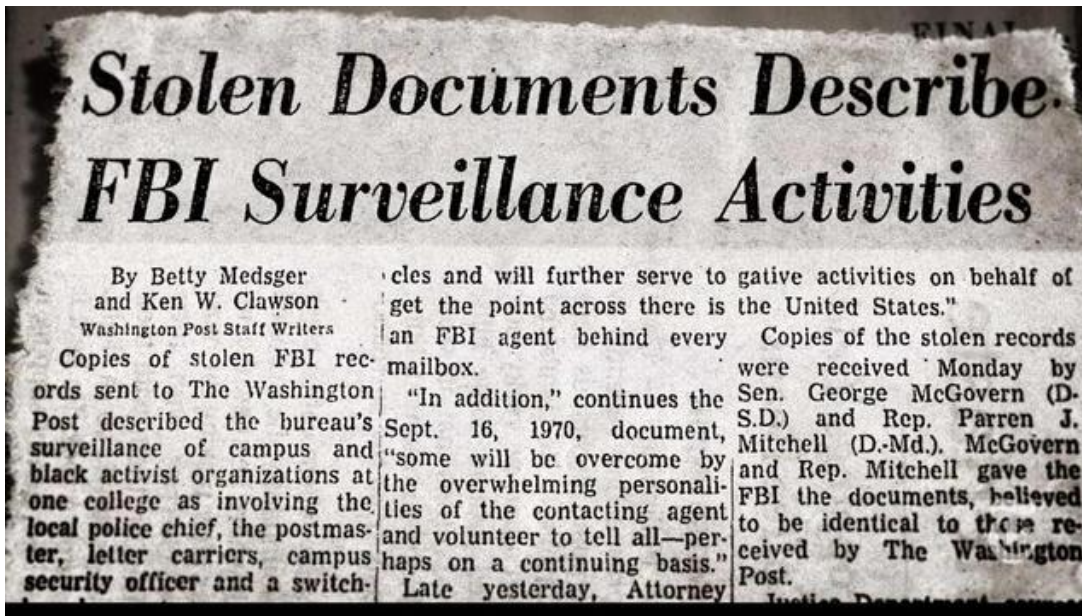 FINAL
Stolen Documents Describe
FBI Surveillance Activities
By Betty Medsger
and Ken W. Clawson
Washington Post Staff Writers
Copies of stolen FBI rec-
ords sent to The Washington
Post described the bureau's
surveillance of campus and
black activist organizations at
one college as involving the
local police chief, the postmas-
ter, letter carriers, campus
security officer and a switch-
cles and will further serve to
get the point across there is
an FBI agent behind every
mailbox.
"In addition," continues the
Sept. 16, 1970, document,
"some will be overcome by
the overwhelming personali-
ties of the contacting agent
and volunteer to tell all—per-
haps on a continuing basis."
Late yesterday, Attorney
gative activities on behalf of
the United States."
Copies of the stolen records
were received Monday by
Sen. George McGovern (D-
S.D.) and Rep. Parren J.
Mitchell (D.-Md.). McGovern
and Rep. Mitchell gave the
FBI the documents, believed
to be identical to those re-
ceived by The Washington
Post.
Justice Department